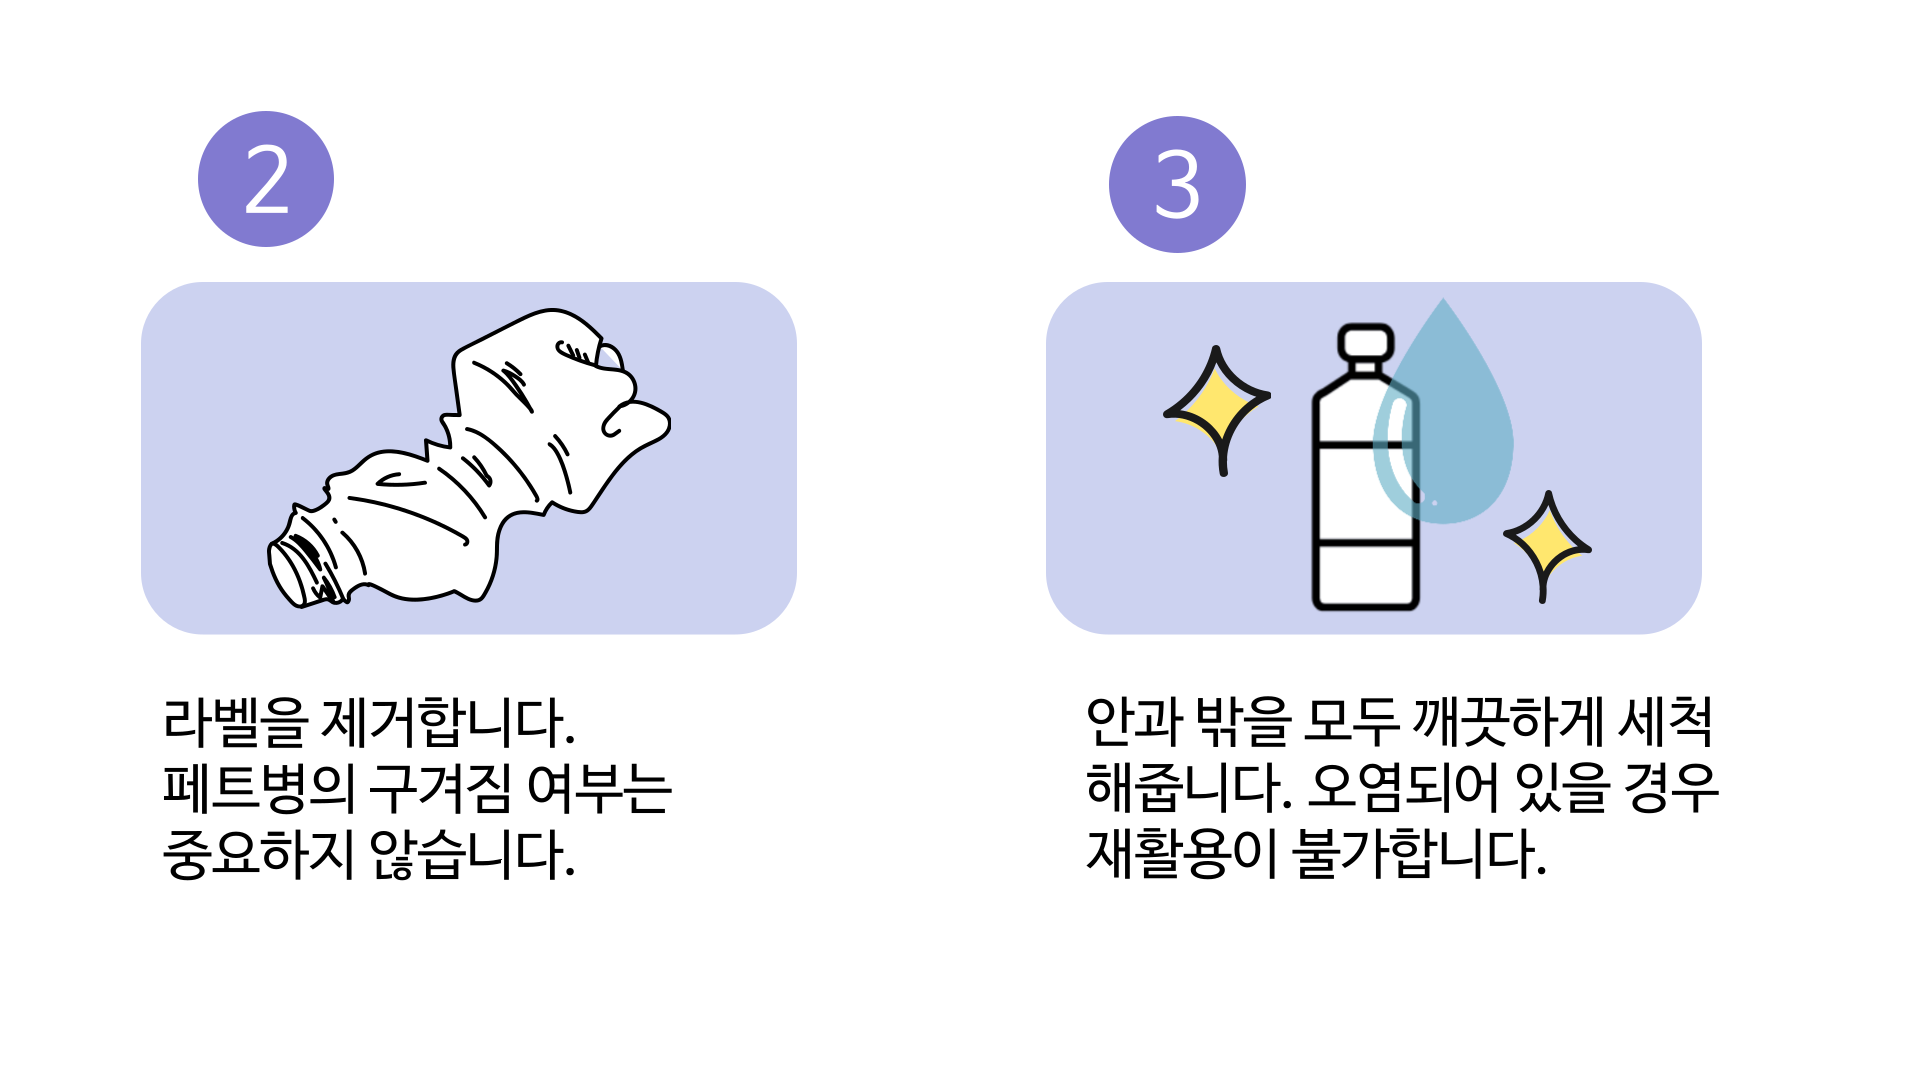 2
라벨을 제거합니다.
페트병의 구겨짐 여부는
중요하지 않습니다.
3
안과 밖을 모두 깨끗하게 세척
해줍니다. 오염되어 있을 경우
재활용이 불가합니다.